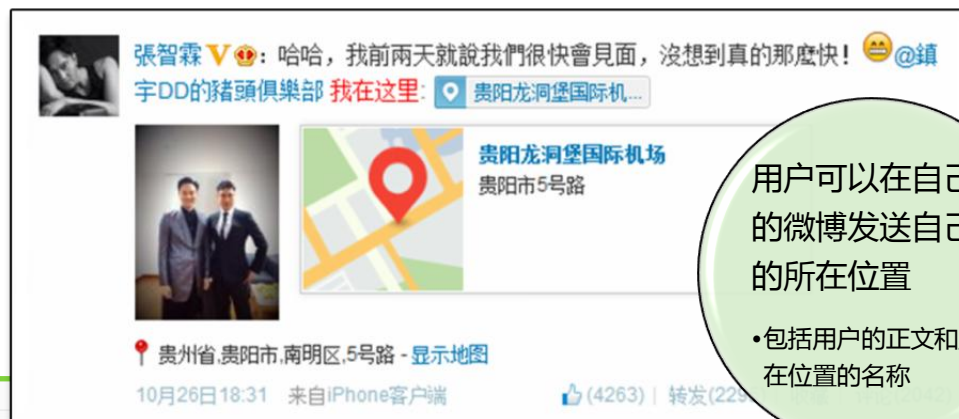 張智霖 V : 哈哈，我前兩天就說我們很快會見面，沒想到真的那麼快！ @鎮
宇DD的豬頭俱樂部 我在这里: 贵阳龙洞堡国际机...
贵阳龙洞堡国际机场
贵阳市5号路
贵州省,贵阳市,南明区,5号路 - 显示地图
10月26日18:31 来自iPhone客户端 (4263) | 转发(229
用户可以在自己
的微博发送自己
的所在位置
•包括用户的正文和
在位置的名称